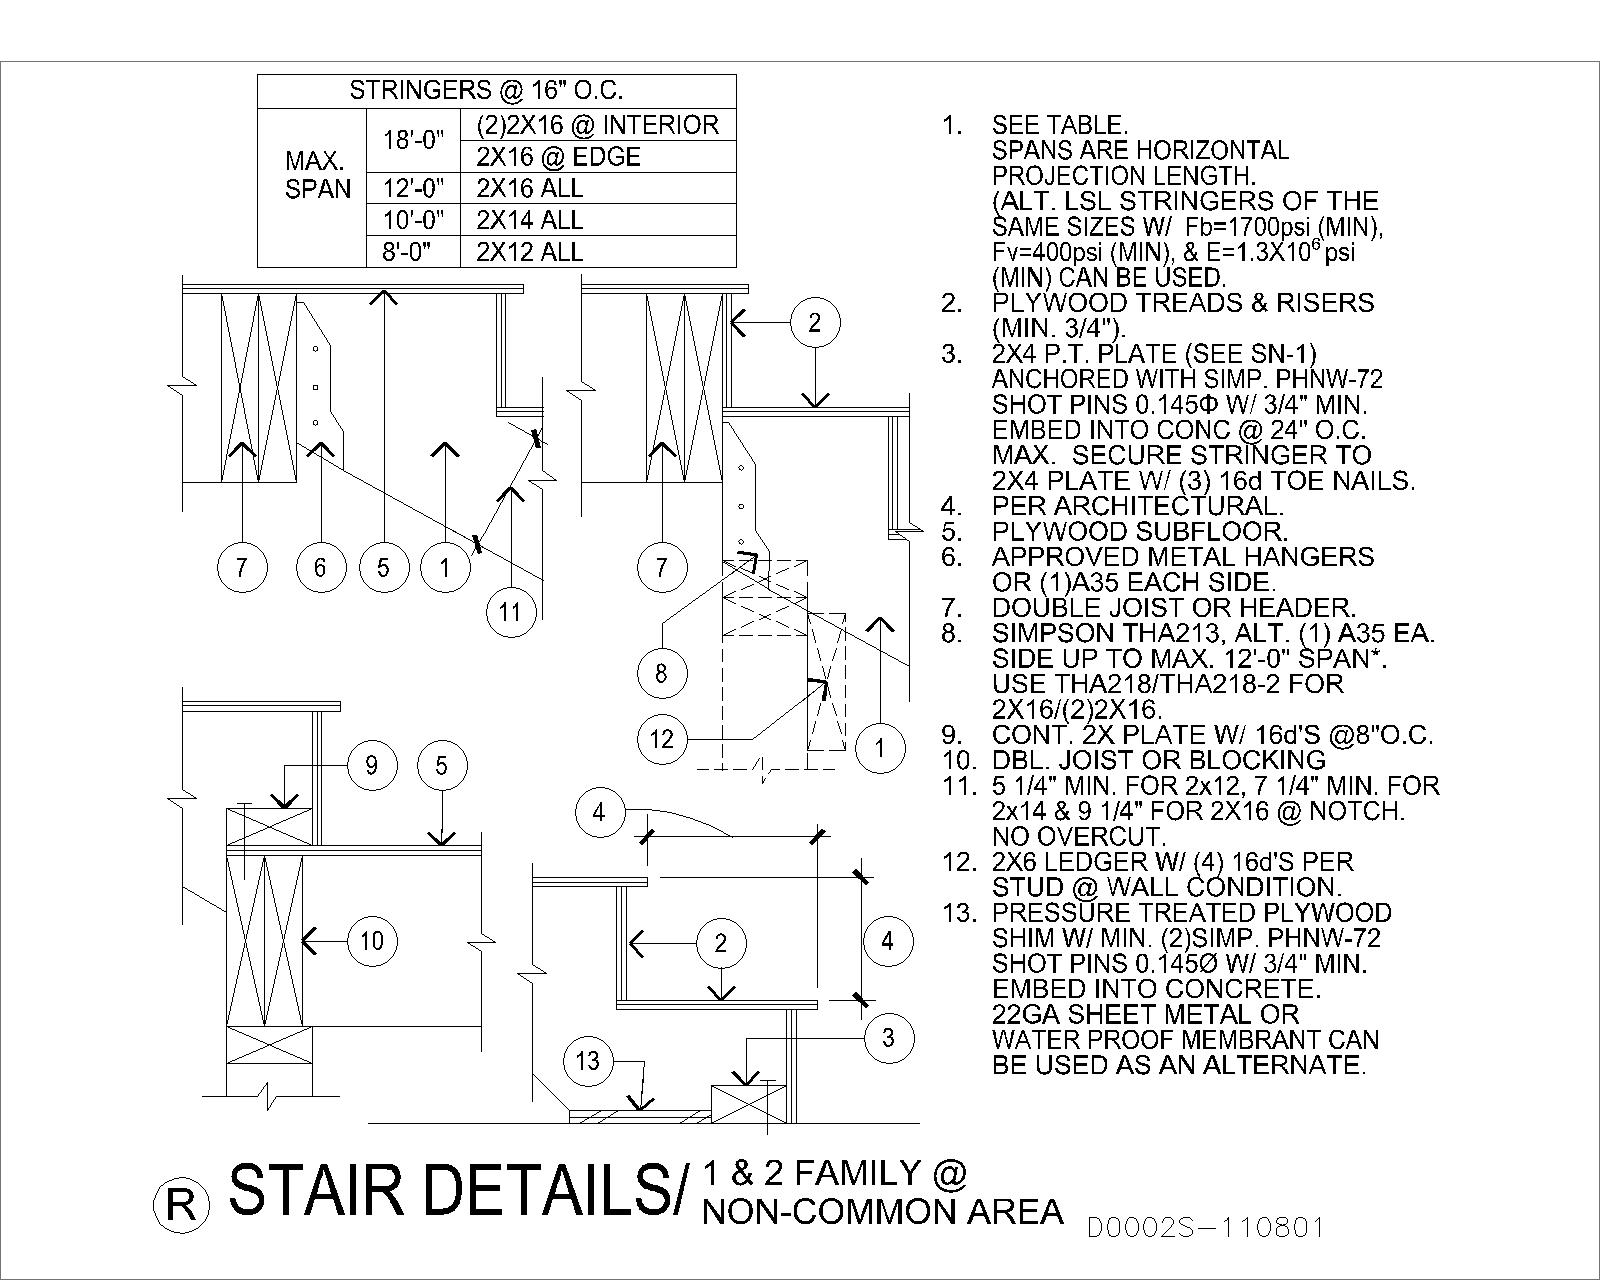 STRINGERS @ 16" O.C.
MAX.
SPAN
18'-0"
(2)2X16 @ INTERIOR
2X16 @ EDGE
12'-0"
2X16 ALL
10'-0"
2X14 ALL
8'-0"
2X12 ALL
1. SEE TABLE.
SPANS ARE HORIZONTAL
PROJECTION LENGTH.
(ALT. LSL STRINGERS OF THE
SAME SIZES W/ Fb=1700psi (MIN),
Fv=400psi (MIN), & E=1.3X10⁶psi
(MIN) CAN BE USED.
2. PLYWOOD TREADS & RISERS
(MIN. 3/4").
3. 2X4 P.T. PLATE (SEE SN-1)
ANCHORED WITH SIMP. PHNW-72
SHOT PINS 0.145Φ W/ 3/4" MIN.
EMBED INTO CONC @ 24" O.C.
MAX. SECURE STRINGER TO
2X4 PLATE W/ (3) 16d TOE NAILS.
4. PER ARCHITECTURAL.
5. PLYWOOD SUBFLOOR.
6. APPROVED METAL HANGERS
OR (1)A35 EACH SIDE.
7. DOUBLE JOIST OR HEADER.
8. SIMPSON THA213, ALT. (1) A35 EA.
SIDE UP TO MAX. 12'-0" SPAN*.
USE THA218/THA218-2 FOR
2X16/(2)2X16.
9. CONT. 2X PLATE W/ 16d'S @8"O.C.
10. DBL. JOIST OR BLOCKING
11. 5 1/4" MIN. FOR 2x12, 7 1/4" MIN. FOR
2x14 & 9 1/4" FOR 2X16 @ NOTCH.
NO OVERCUT.
12. 2X6 LEDGER W/ (4) 16d'S PER
STUD @ WALL CONDITION.
13. PRESSURE TREATED PLYWOOD
SHIM W/ MIN. (2)SIMP. PHNW-72
SHOT PINS 0.145Ø W/ 3/4" MIN.
EMBED INTO CONCRETE.
22GA SHEET METAL OR
WATER PROOF MEMBRANT CAN
BE USED AS AN ALTERNATE.
2
7
6
5
1
11
7
8
12
1
9
5
10
4
2
4
3
13
R
STAIR DETAILS/
1 & 2 FAMILY @
NON-COMMON AREA
D0002S-110801